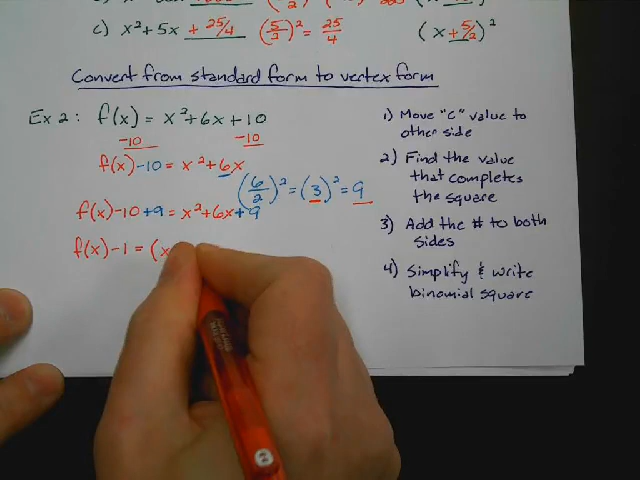 c) x² + 5x + 25/4 (5/2)² = 25/4 (x + 5/2)²
Convert from standard form to vertex form
Ex 2: f(x) = x² + 6x + 10
-10 -10
f(x) - 10 = x² + 6x
(6/2)² = (3)² = 9
f(x) - 10 + 9 = x² + 6x + 9
f(x) - 1 = (x
1) Move "c" value to
other side
2) Find the value
that completes
the square
3) Add the # to both
sides
4) Simplify & write
binomial square